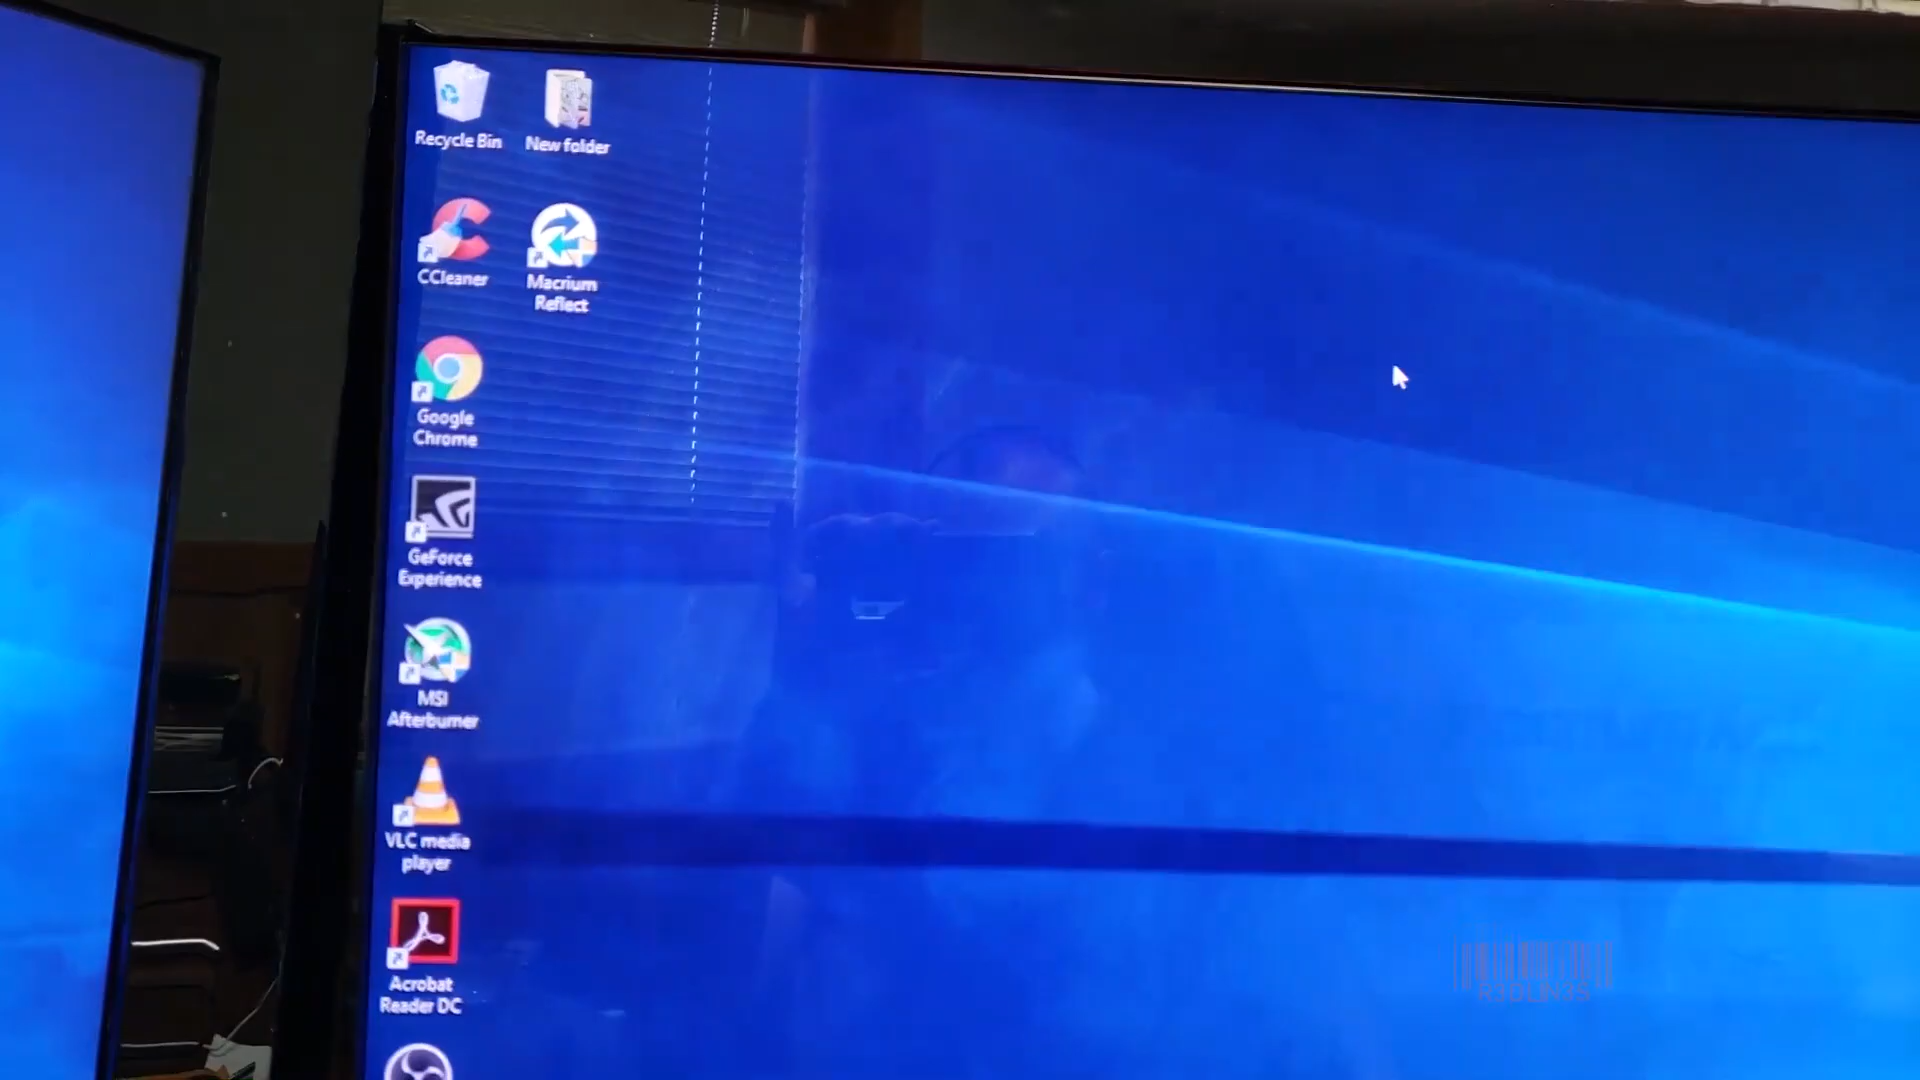 Recycle Bin
New folder
CCleaner
Macrium
Reflect
Google
Chrome
GeForce
Experience
MSI
Afterburner
VLC media
player
Acrobat
Reader DC
R3DLIN3S